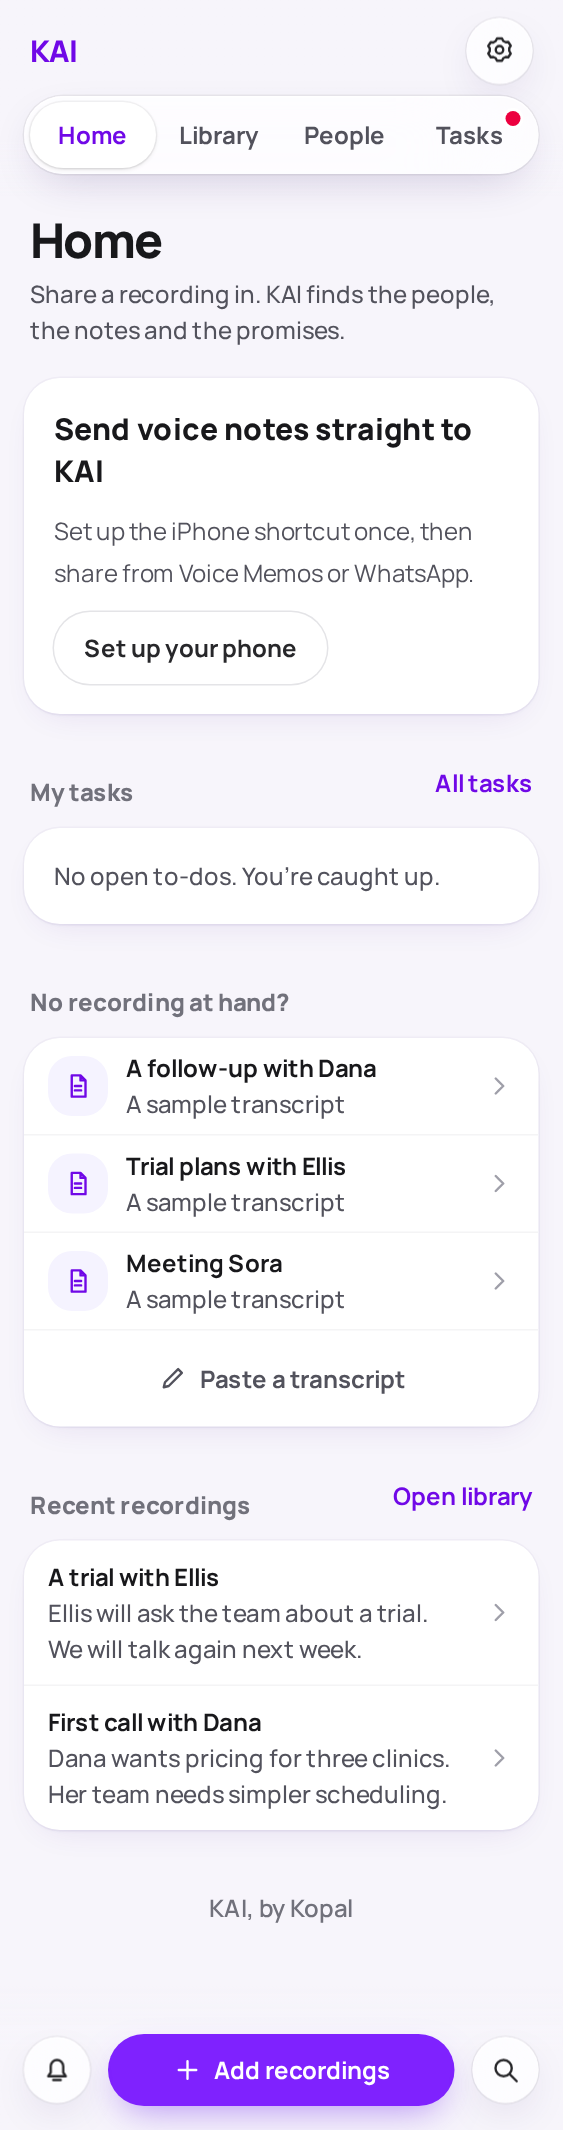 KAI
Home
Library
People
Tasks
Home
Share a recording in. KAI finds the people,
the notes and the promises.
Send voice notes straight to
KAI
Set up the iPhone shortcut once, then
share from Voice Memos or WhatsApp.
Set up your phone
My tasks
All tasks
No open to-dos. You’re caught up.
No recording at hand?
A follow-up with Dana
A sample transcript
Trial plans with Ellis
A sample transcript
Meeting Sora
A sample transcript
Paste a transcript
Recent recordings
Open library
A trial with Ellis
Ellis will ask the team about a trial.
We will talk again next week.
First call with Dana
Dana wants pricing for three clinics.
Her team needs simpler scheduling.
KAI, by Kopal
Add recordings